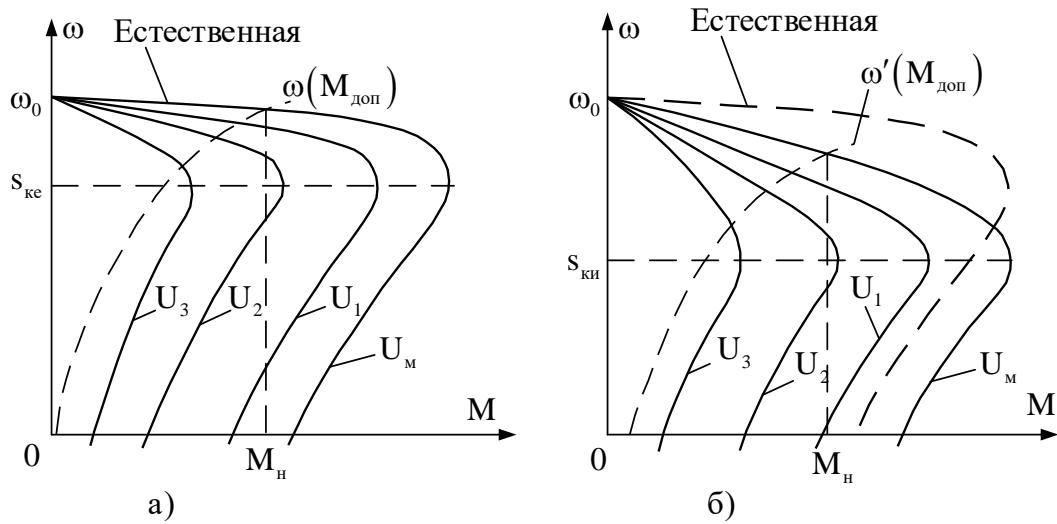 ω
Естественная
ω(Mдоп)
ω₀
sке
U₃
U₂
U₁
Uм
M
0
Mн
а)
ω
Естественная
ω′(Mдоп)
ω₀
sки
U₁
U₃
U₂
Uм
M
0
Mн
б)